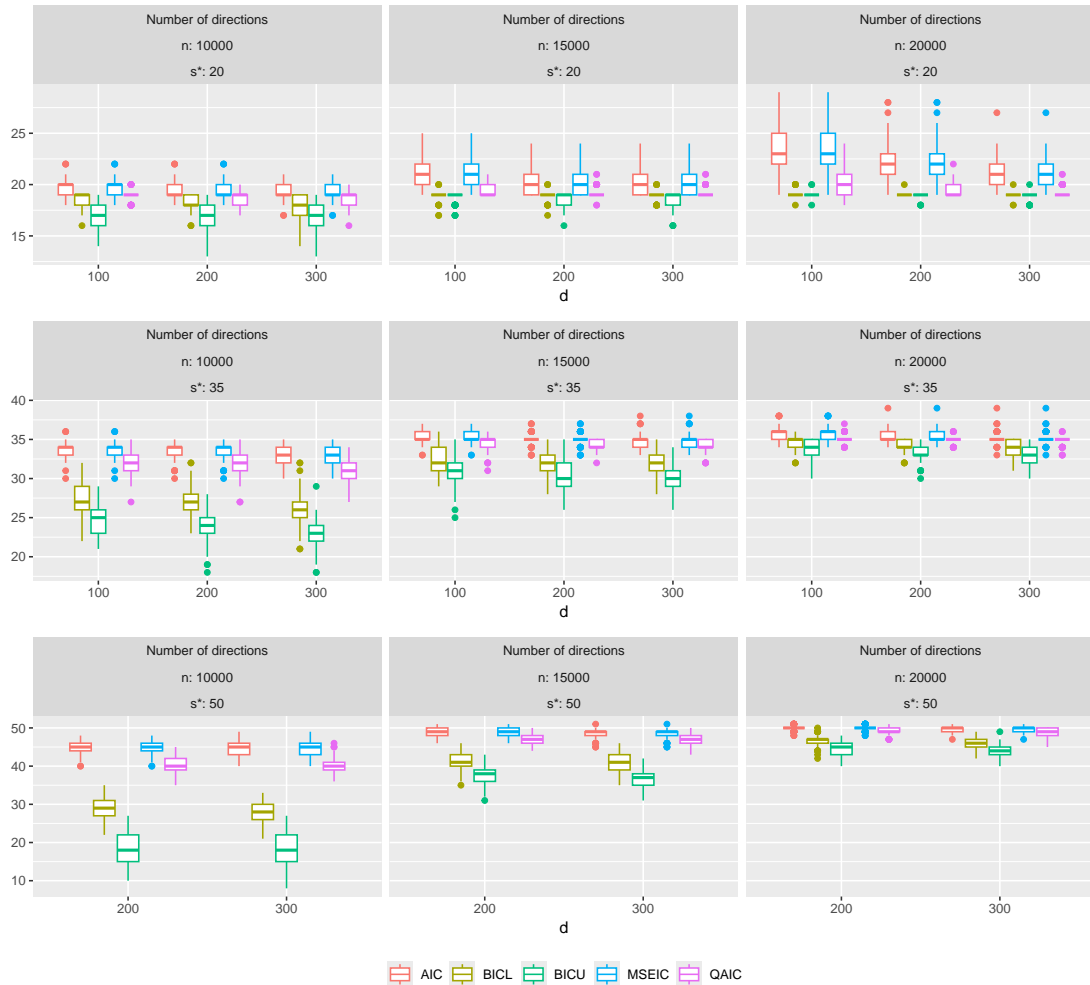 Number of directions
n: 10000
s*: 20
Number of directions
n: 15000
s*: 20
Number of directions
n: 20000
s*: 20
25
20
15
100 200 300
100 200 300
100 200 300
d
Number of directions
n: 10000
s*: 35
Number of directions
n: 15000
s*: 35
Number of directions
n: 20000
s*: 35
40
35
30
25
20
100 200 300
100 200 300
100 200 300
d
Number of directions
n: 10000
s*: 50
Number of directions
n: 15000
s*: 50
Number of directions
n: 20000
s*: 50
50
40
30
20
10
200 300
200 300
200 300
d
AIC BICL BICU MSEIC QAIC